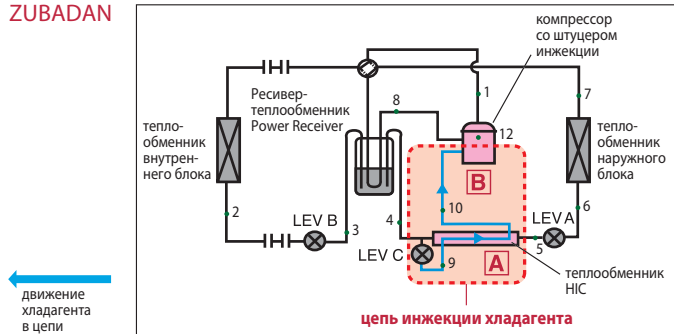 ZUBADAN
компрессор
со штуцером
инжекции
Ресивер-
теплообменник
Power Receiver
8
1
7
12
тепло-
обменник
внутрен-
него блока
тепло-
обменник
наружного
блока
B
2
LEV B
3
4
10
LEV A
6
5
LEV C
9
A
теплообменник
HIC
движение
хладагента
в цепи
цепь инжекции хладагента